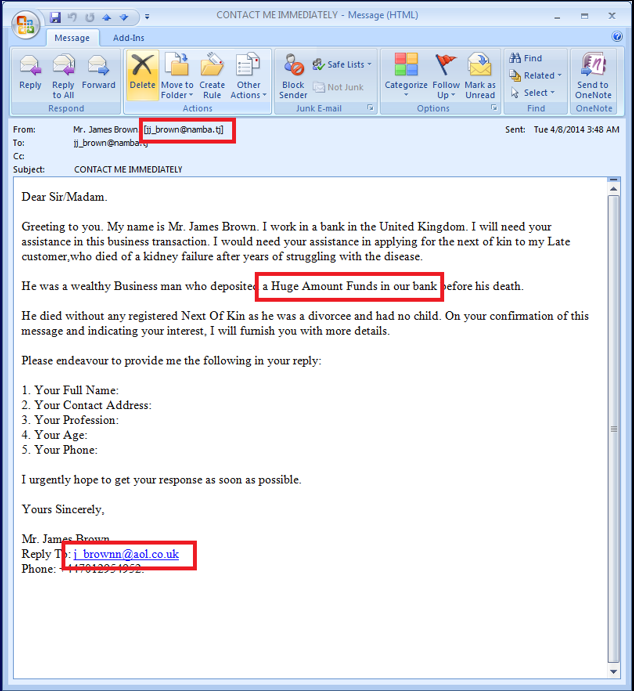 CONTACT ME IMMEDIATELY - Message (HTML)
Message Add-Ins
Reply Reply to All Forward Delete Move to Folder Create Rule Other Actions Block Sender Safe Lists Not Junk Categorize Follow Up Mark as Unread Find Related Select Send to OneNote
Respond Actions Junk E-mail Options Find OneNote
From: Mr. James Brown [jj_brown@namba.tj] Sent: Tue 4/8/2014 3:48 AM
To: jj_brown@namba.tj
Cc:
Subject: CONTACT ME IMMEDIATELY
Dear Sir/Madam.
Greeting to you. My name is Mr. James Brown. I work in a bank in the United Kingdom. I will need your
assistance in this business transaction. I would need your assistance in applying for the next of kin to my Late
customer,who died of a kidney failure after years of struggling with the disease.
He was a wealthy Business man who deposited a Huge Amount Funds in our bank before his death.
He died without any registered Next Of Kin as he was a divorcee and had no child. On your confirmation of this
message and indicating your interest, I will furnish you with more details.
Please endeavour to provide me the following in your reply:
1. Your Full Name:
2. Your Contact Address:
3. Your Profession:
4. Your Age:
5. Your Phone:
I urgently hope to get your response as soon as possible.
Yours Sincerely,
Mr. James Brown
Reply To: j_brownn@aol.co.uk
Phone: